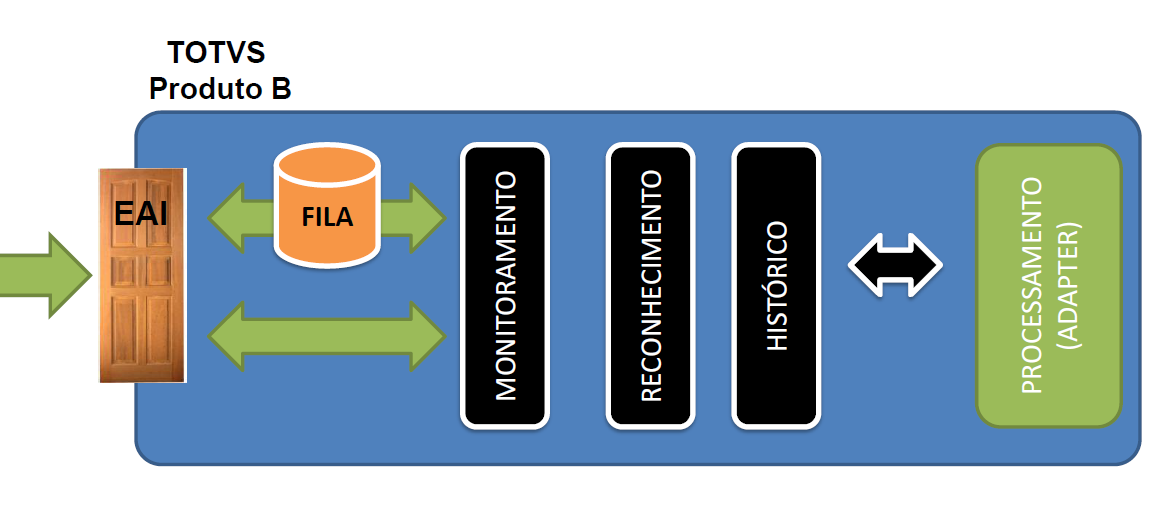 TOTVS
Produto B
EAI
FILA
MONITORAMENTO
RECONHECIMENTO
HISTÓRICO
PROCESSAMENTO
(ADAPTER)